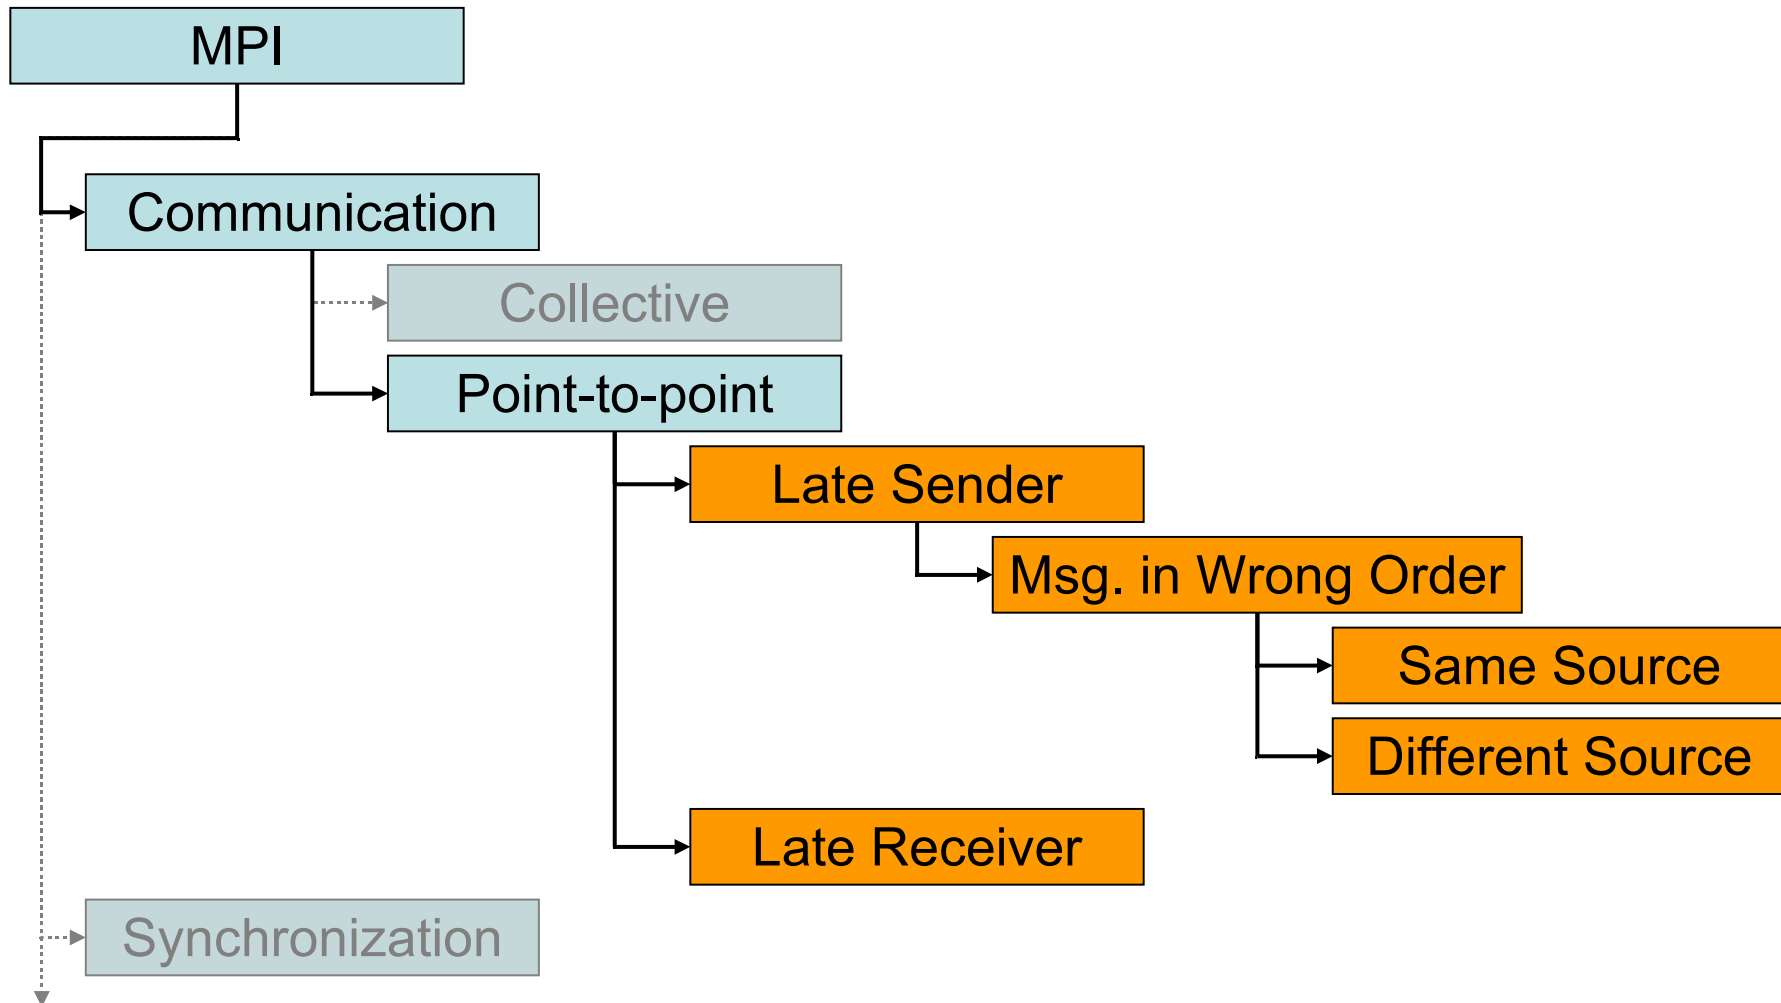 MPI
Communication
Collective
Point-to-point
Late Sender
Msg. in Wrong Order
Same Source
Different Source
Late Receiver
Synchronization